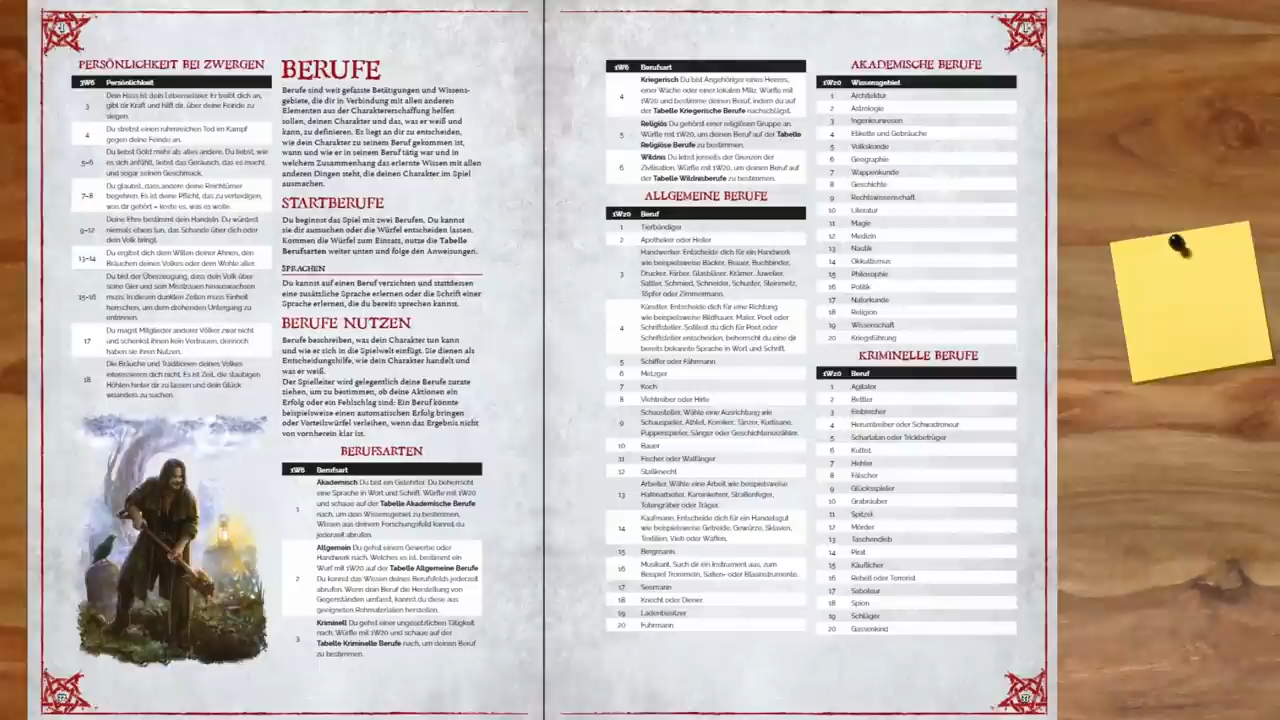 PERSÖNLICHKEIT BEI ZWERGEN
3W6 Persönlichkeit
3 Dein Hass ist dein Lebenselixier. Er treibt dich an,
gibt dir Kraft und hilft dir, über deine Feinde zu
siegen.
4 Du strebst einen ruhmreichen Tod im Kampf
gegen deine Feinde an.
5–6 Du liebst Gold mehr als alles andere. Du liebst, wie
es sich anfühlt, liebst das Geräusch, das es macht
und sogar seinen Geschmack.
7–8 Du glaubst, dass andere deine Reichtümer
begehren. Es ist deine Pflicht, das zu verteidigen,
was dir gehört – koste es, was es wolle.
9–12 Deine Ehre bestimmt dein Handeln. Du würdest
niemals etwas tun, das Schande über dich oder
dein Volk bringt.
13–14 Du ergibst dich dem Willen deiner Ahnen, den
Bräuchen deines Volkes oder dem Wohle aller.
15–16 Du bist der Überzeugung, dass dein Volk über
seine Gier und sein Misstrauen hinauswachsen
muss. In diesen dunklen Zeiten muss Einheit
herrschen, um dem drohenden Untergang zu
entrinnen.
17 Du magst Mitglieder anderer Völker zwar nicht
und schenkst ihnen kein Vertrauen, dennoch
haben sie ihren Nutzen.
18 Die Bräuche und Traditionen deines Volkes
interessieren dich nicht. Es ist Zeit, die staubigen
Höhlen hinter dir zu lassen und dein Glück
woanders zu suchen.
BERUFE
Berufe sind weit gefasste Betätigungen und Wissens-
gebiete, die dir in Verbindung mit allen anderen
Elementen aus der Charaktererschaffung helfen
sollen, deinen Charakter und das, was er weiß und
kann, zu definieren. Es liegt an dir zu entscheiden,
wie dein Charakter zu seinem Beruf gekommen ist,
wann und wie er in seinem Beruf tätig war und in
welchem Zusammenhang das erlernte Wissen mit allen
anderen Dingen steht, die deinen Charakter im Spiel
ausmachen.
STARTBERUFE
Du beginnst das Spiel mit zwei Berufen. Du kannst
sie dir aussuchen oder die Würfel entscheiden lassen.
Kommen die Würfel zum Einsatz, nutze die Tabelle
Berufsarten weiter unten und folge den Anweisungen.
SPRACHEN
Du kannst auf einen Beruf verzichten und stattdessen
eine zusätzliche Sprache erlernen oder die Schrift einer
Sprache erlernen, die du bereits sprechen kannst.
BERUFE NUTZEN
Berufe beschreiben, was dein Charakter tun kann
und wie er sich in die Spielwelt einfügt. Sie dienen als
Entscheidungshilfe, wie dein Charakter handelt und
was er weiß.
Der Spielleiter wird gelegentlich deine Berufe zurate
ziehen, um zu bestimmen, ob deine Aktionen ein
Erfolg oder ein Fehlschlag sind: Ein Beruf könnte
beispielsweise einen automatischen Erfolg bringen
oder Vorteilswürfel verleihen, wenn das Ergebnis nicht
von vornherein klar ist.
BERUFSARTEN
1W6 Berufsart
1 Akademisch Du bist ein Gelehrter. Du beherrscht
eine Sprache in Wort und Schrift. Würfle mit 1W20
und schaue auf der Tabelle Akademische Berufe
nach, um dein Wissensgebiet zu bestimmen.
Wissen aus deinem Forschungsfeld kannst du
jederzeit abrufen.
2 Allgemein Du gehst einem Gewerbe oder
Handwerk nach. Welches es ist, bestimmt ein
Wurf mit 1W20 auf der Tabelle Allgemeine Berufe
Du kannst das Wissen deines Berufsfelds jederzeit
abrufen. Wenn dein Beruf die Herstellung von
Gegenständen umfasst, kannst du diese aus
geeigneten Rohmaterialien herstellen.
3 Kriminell Du gehst einer ungesetzlichen Tätigkeit
nach. Würfle mit 1W20 und schaue auf der
Tabelle Kriminelle Berufe nach, um deinen Beruf
zu bestimmen.
1W6 Berufsart
4 Kriegerisch Du bist Angehöriger eines Heeres,
einer Wache oder einer lokalen Miliz. Würfle mit
1W20 und bestimme deinen Beruf, indem du auf
der Tabelle Kriegerische Berufe nachschlägst.
5 Religiös Du gehörst einer religiösen Gruppe an.
Würfle mit 1W20, um deinen Beruf auf der Tabelle
Religiöse Berufe zu bestimmen.
6 Wildnis Du lebst jenseits der Grenzen der
Zivilisation. Würfle mit 1W20, um deinen Beruf auf
der Tabelle Wildnisberufe zu bestimmen.
ALLGEMEINE BERUFE
1W20 Beruf
1 Tierbändiger
2 Apotheker oder Heiler
3 Handwerker. Entscheide dich für ein Handwerk
wie beispielsweise Bäcker, Brauer, Buchbinder,
Drucker, Färber, Glasbläser, Krämer, Juwelier,
Sattler, Schmied, Schneider, Schuster, Steinmetz,
Töpfer oder Zimmermann.
4 Künstler. Entscheide dich für eine Richtung
wie beispielsweise Bildhauer, Maler, Poet oder
Schriftsteller. Solltest du dich für Poet oder
Schriftsteller entscheiden, beherrschst du eine dir
bereits bekannte Sprache in Wort und Schrift.
5 Schiffer oder Fährmann
6 Metzger
7 Koch
8 Viehtreiber oder Hirte
9 Schausteller. Wähle eine Ausrichtung wie
Schauspieler, Athlet, Komiker, Tänzer, Kurtisane,
Puppenspieler, Sänger oder Geschichtenerzähler.
10 Bauer
11 Fischer oder Walfänger
12 Stallknecht
13 Arbeiter. Wähle eine Arbeit wie beispielsweise
Hafenarbeiter, Karrenkehrer, Straßenfeger,
Totengräber oder Träger.
14 Kaufmann. Entscheide dich für ein Handelsgut
wie beispielsweise Getreide, Gewürze, Sklaven,
Textilien, Vieh oder Waffen.
15 Bergmann.
16 Musikant. Such dir ein Instrument aus, zum
Beispiel Trommeln, Saiten- oder Blasinstrumente.
17 Seemann
18 Knecht oder Diener
19 Ladenbesitzer
20 Fuhrmann
AKADEMISCHE BERUFE
1W20 Wissensgebiet
1 Architektur
2 Astrologie
3 Ingenieurwesen
4 Etikette und Gebräuche
5 Volkskunde
6 Geographie
7 Wappenkunde
8 Geschichte
9 Rechtswissenschaft
10 Literatur
11 Magie
12 Medizin
13 Nautik
14 Okkultismus
15 Philosophie
16 Politik
17 Naturkunde
18 Religion
19 Wissenschaft
20 Kriegsführung
KRIMINELLE BERUFE
1W20 Beruf
1 Agitator
2 Bettler
3 Einbrecher
4 Herumtreiber oder Schwadroneur
5 Scharlatan oder Trickbetrüger
6 Kultist
7 Hehler
8 Fälscher
9 Glücksspieler
10 Grabräuber
11 Spitzel
12 Mörder
13 Taschendieb
14 Pirat
15 Käuflicher
16 Rebell oder Terrorist
17 Saboteur
18 Spion
19 Schläger
20 Gassenkind